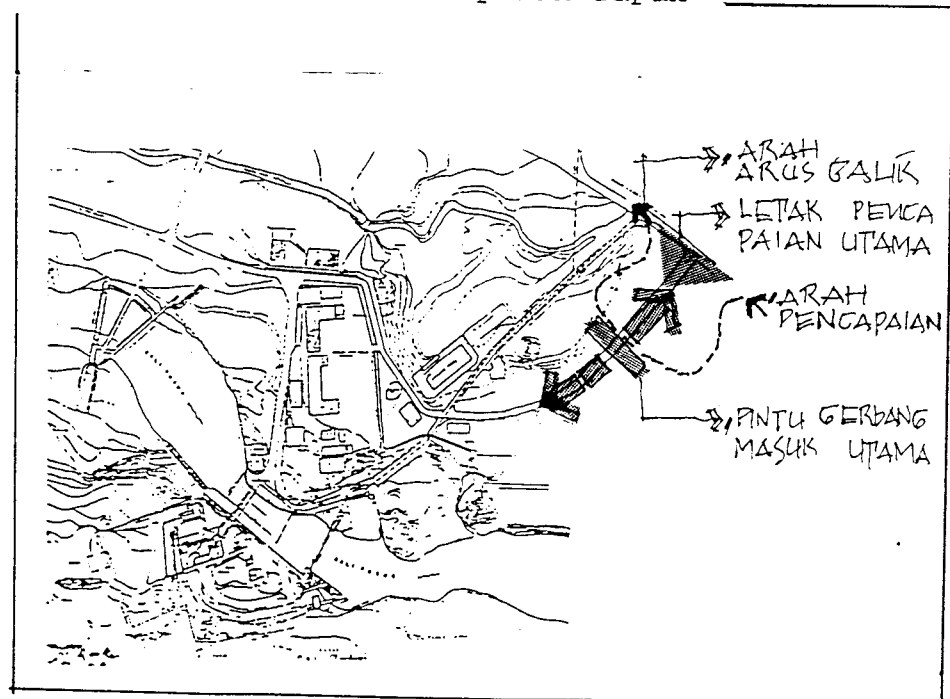 ARAH
ARUS BALIK
LETAK PENCA
PAIAN UTAMA
ARAH
PENCAPAIAN
PINTU GERBANG
MASUK UTAMA